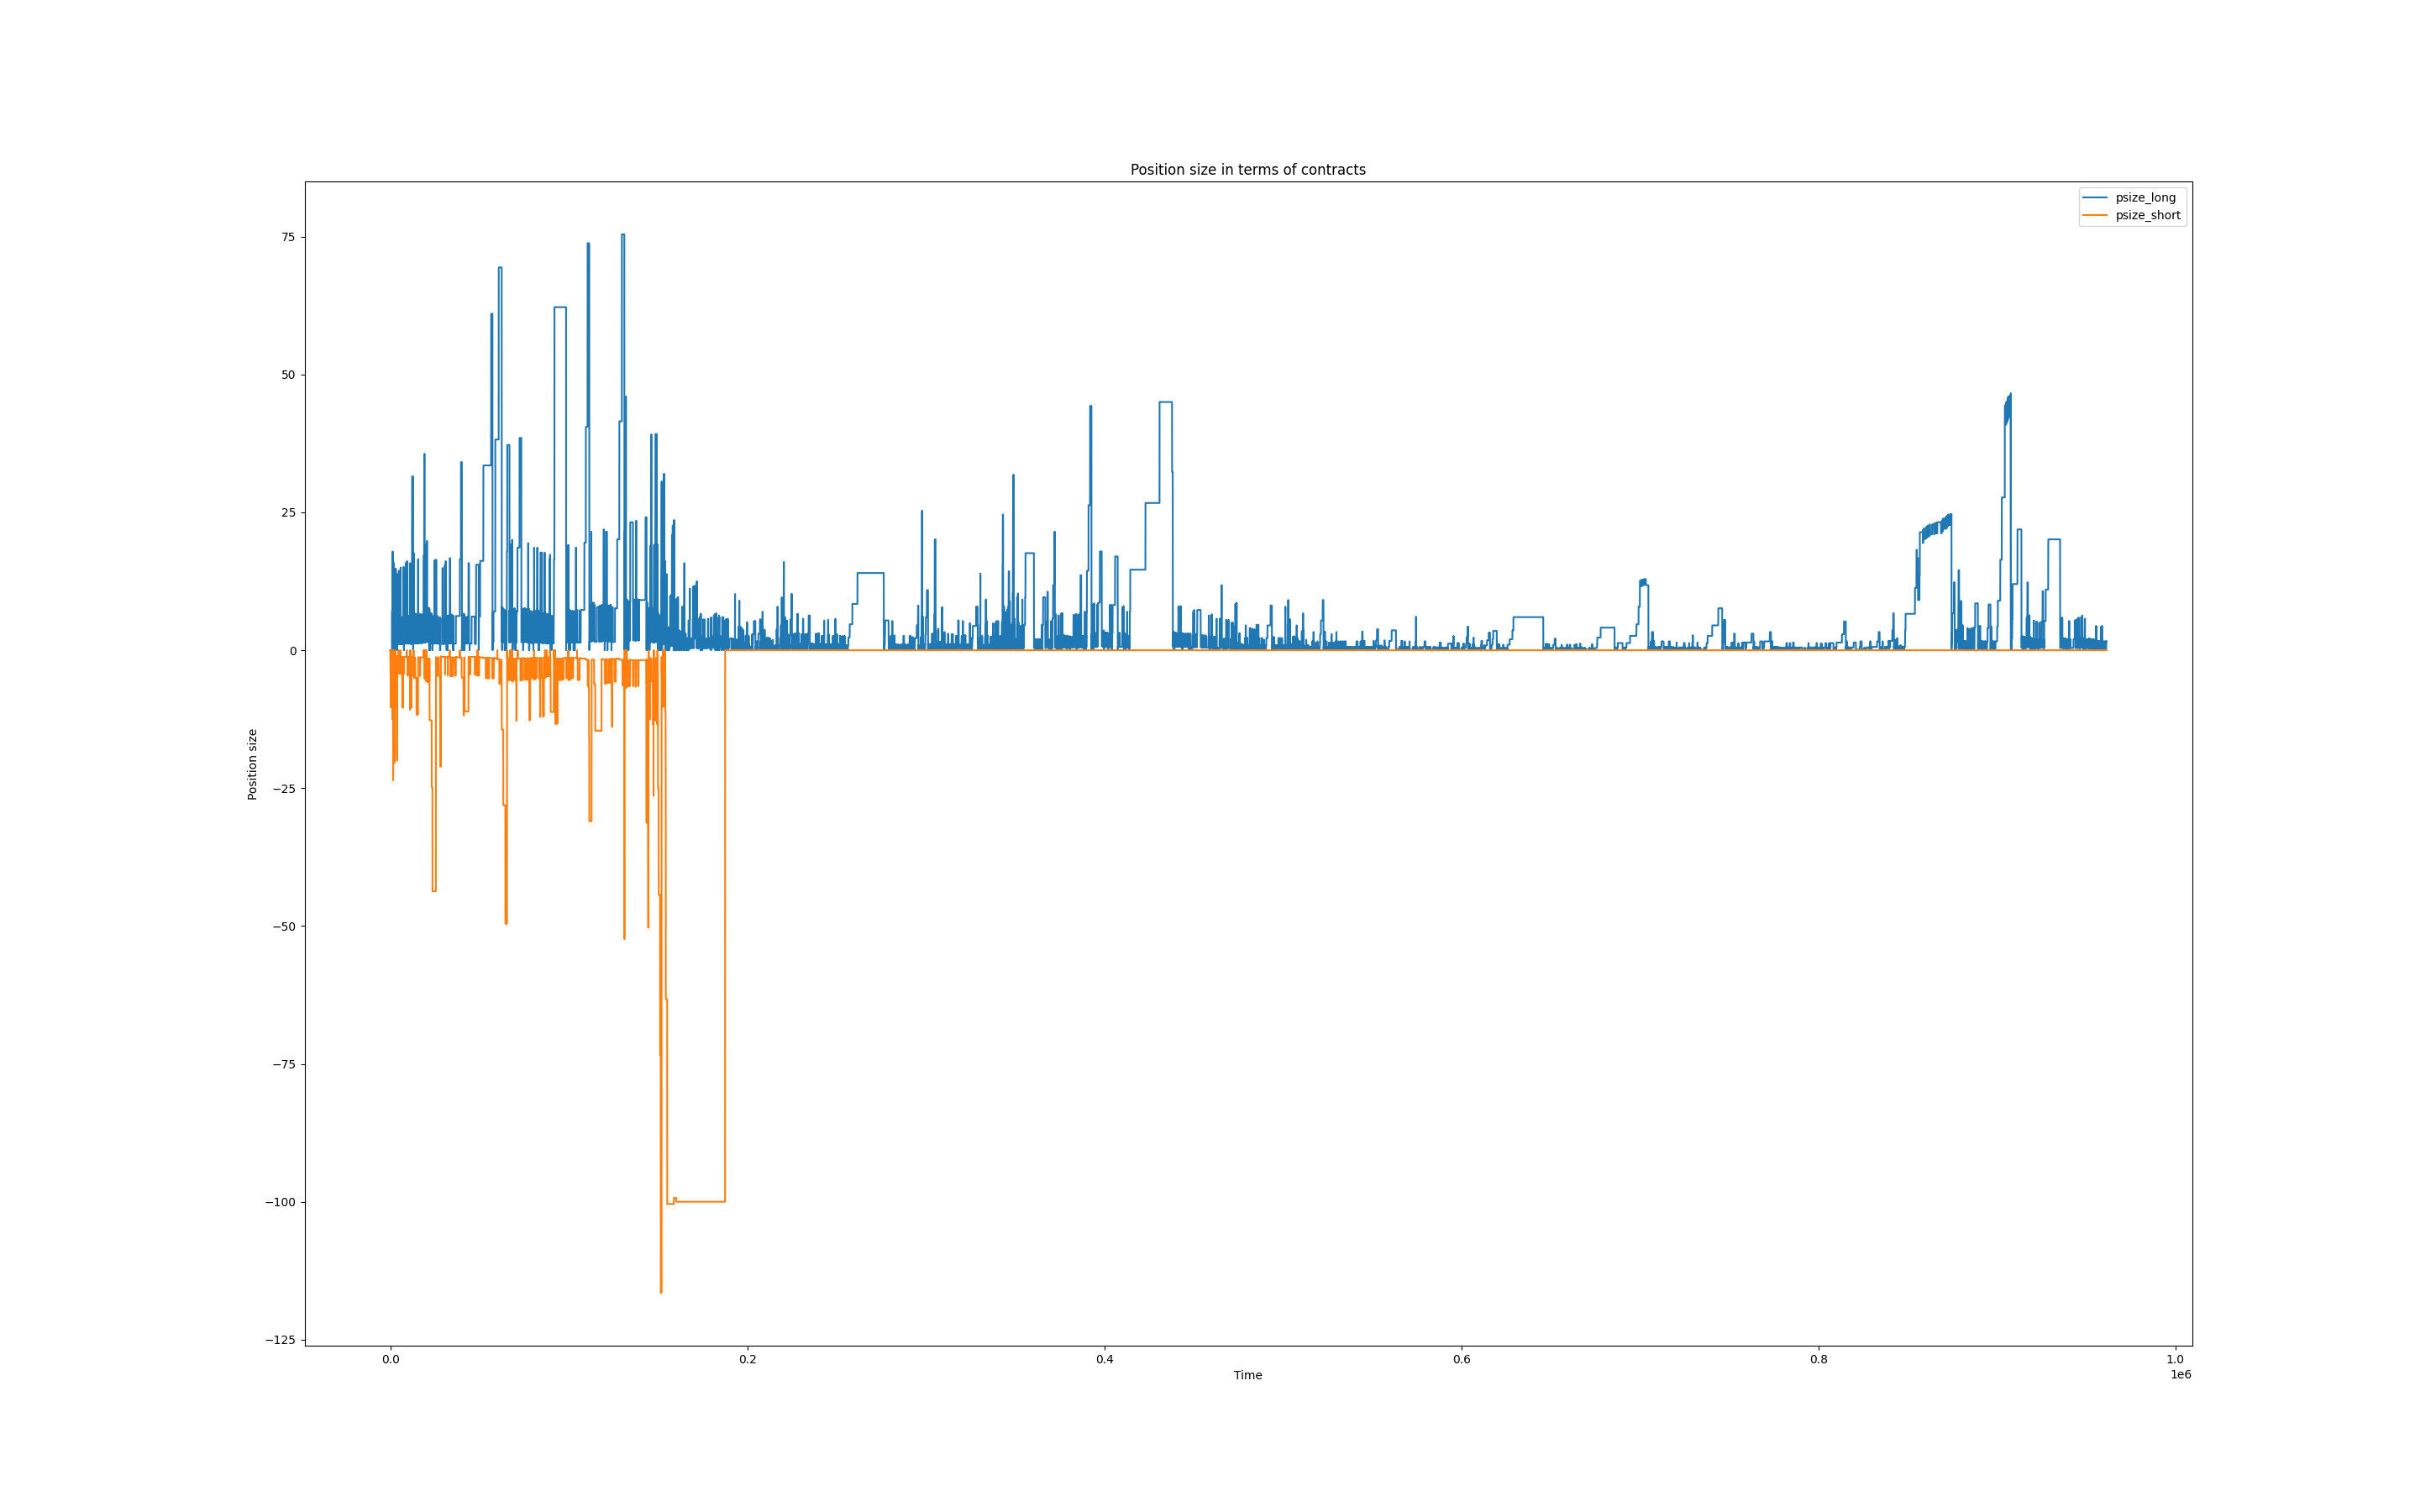 Position size in terms of contracts
psize_long
psize_short
75
50
25
0
−25
−50
−75
−100
−125
Position size
0.0
0.2
0.4
0.6
0.8
1.0
1e6
Time